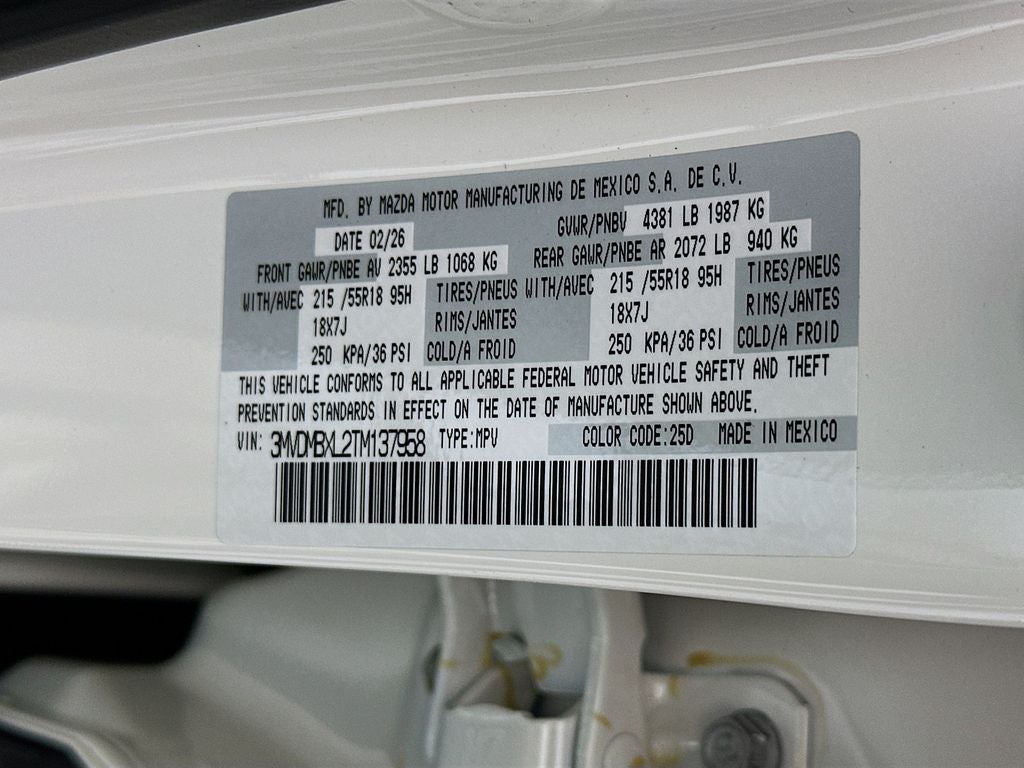 MFD. BY MAZDA MOTOR MANUFACTURING DE MEXICO S.A. DE C.V.
DATE 02/26 GVWR/PNBV 4381 LB 1987 KG
FRONT GAWR/PNBE AV 2355 LB 1068 KG REAR GAWR/PNBE AR 2072 LB 940 KG
WITH/AVEC 215 /55R18 95H TIRES/PNEUS WITH/AVEC 215 /55R18 95H TIRES/PNEUS
18X7J RIMS/JANTES 18X7J RIMS/JANTES
250 KPA/36 PSI COLD/A FROID 250 KPA/36 PSI COLD/A FROID
THIS VEHICLE CONFORMS TO ALL APPLICABLE FEDERAL MOTOR VEHICLE SAFETY AND THEFT
PREVENTION STANDARDS IN EFFECT ON THE DATE OF MANUFACTURE SHOWN ABOVE.
VIN: 3MVDMBXL2TM137958 TYPE:MPV COLOR CODE:25D MADE IN MEXICO